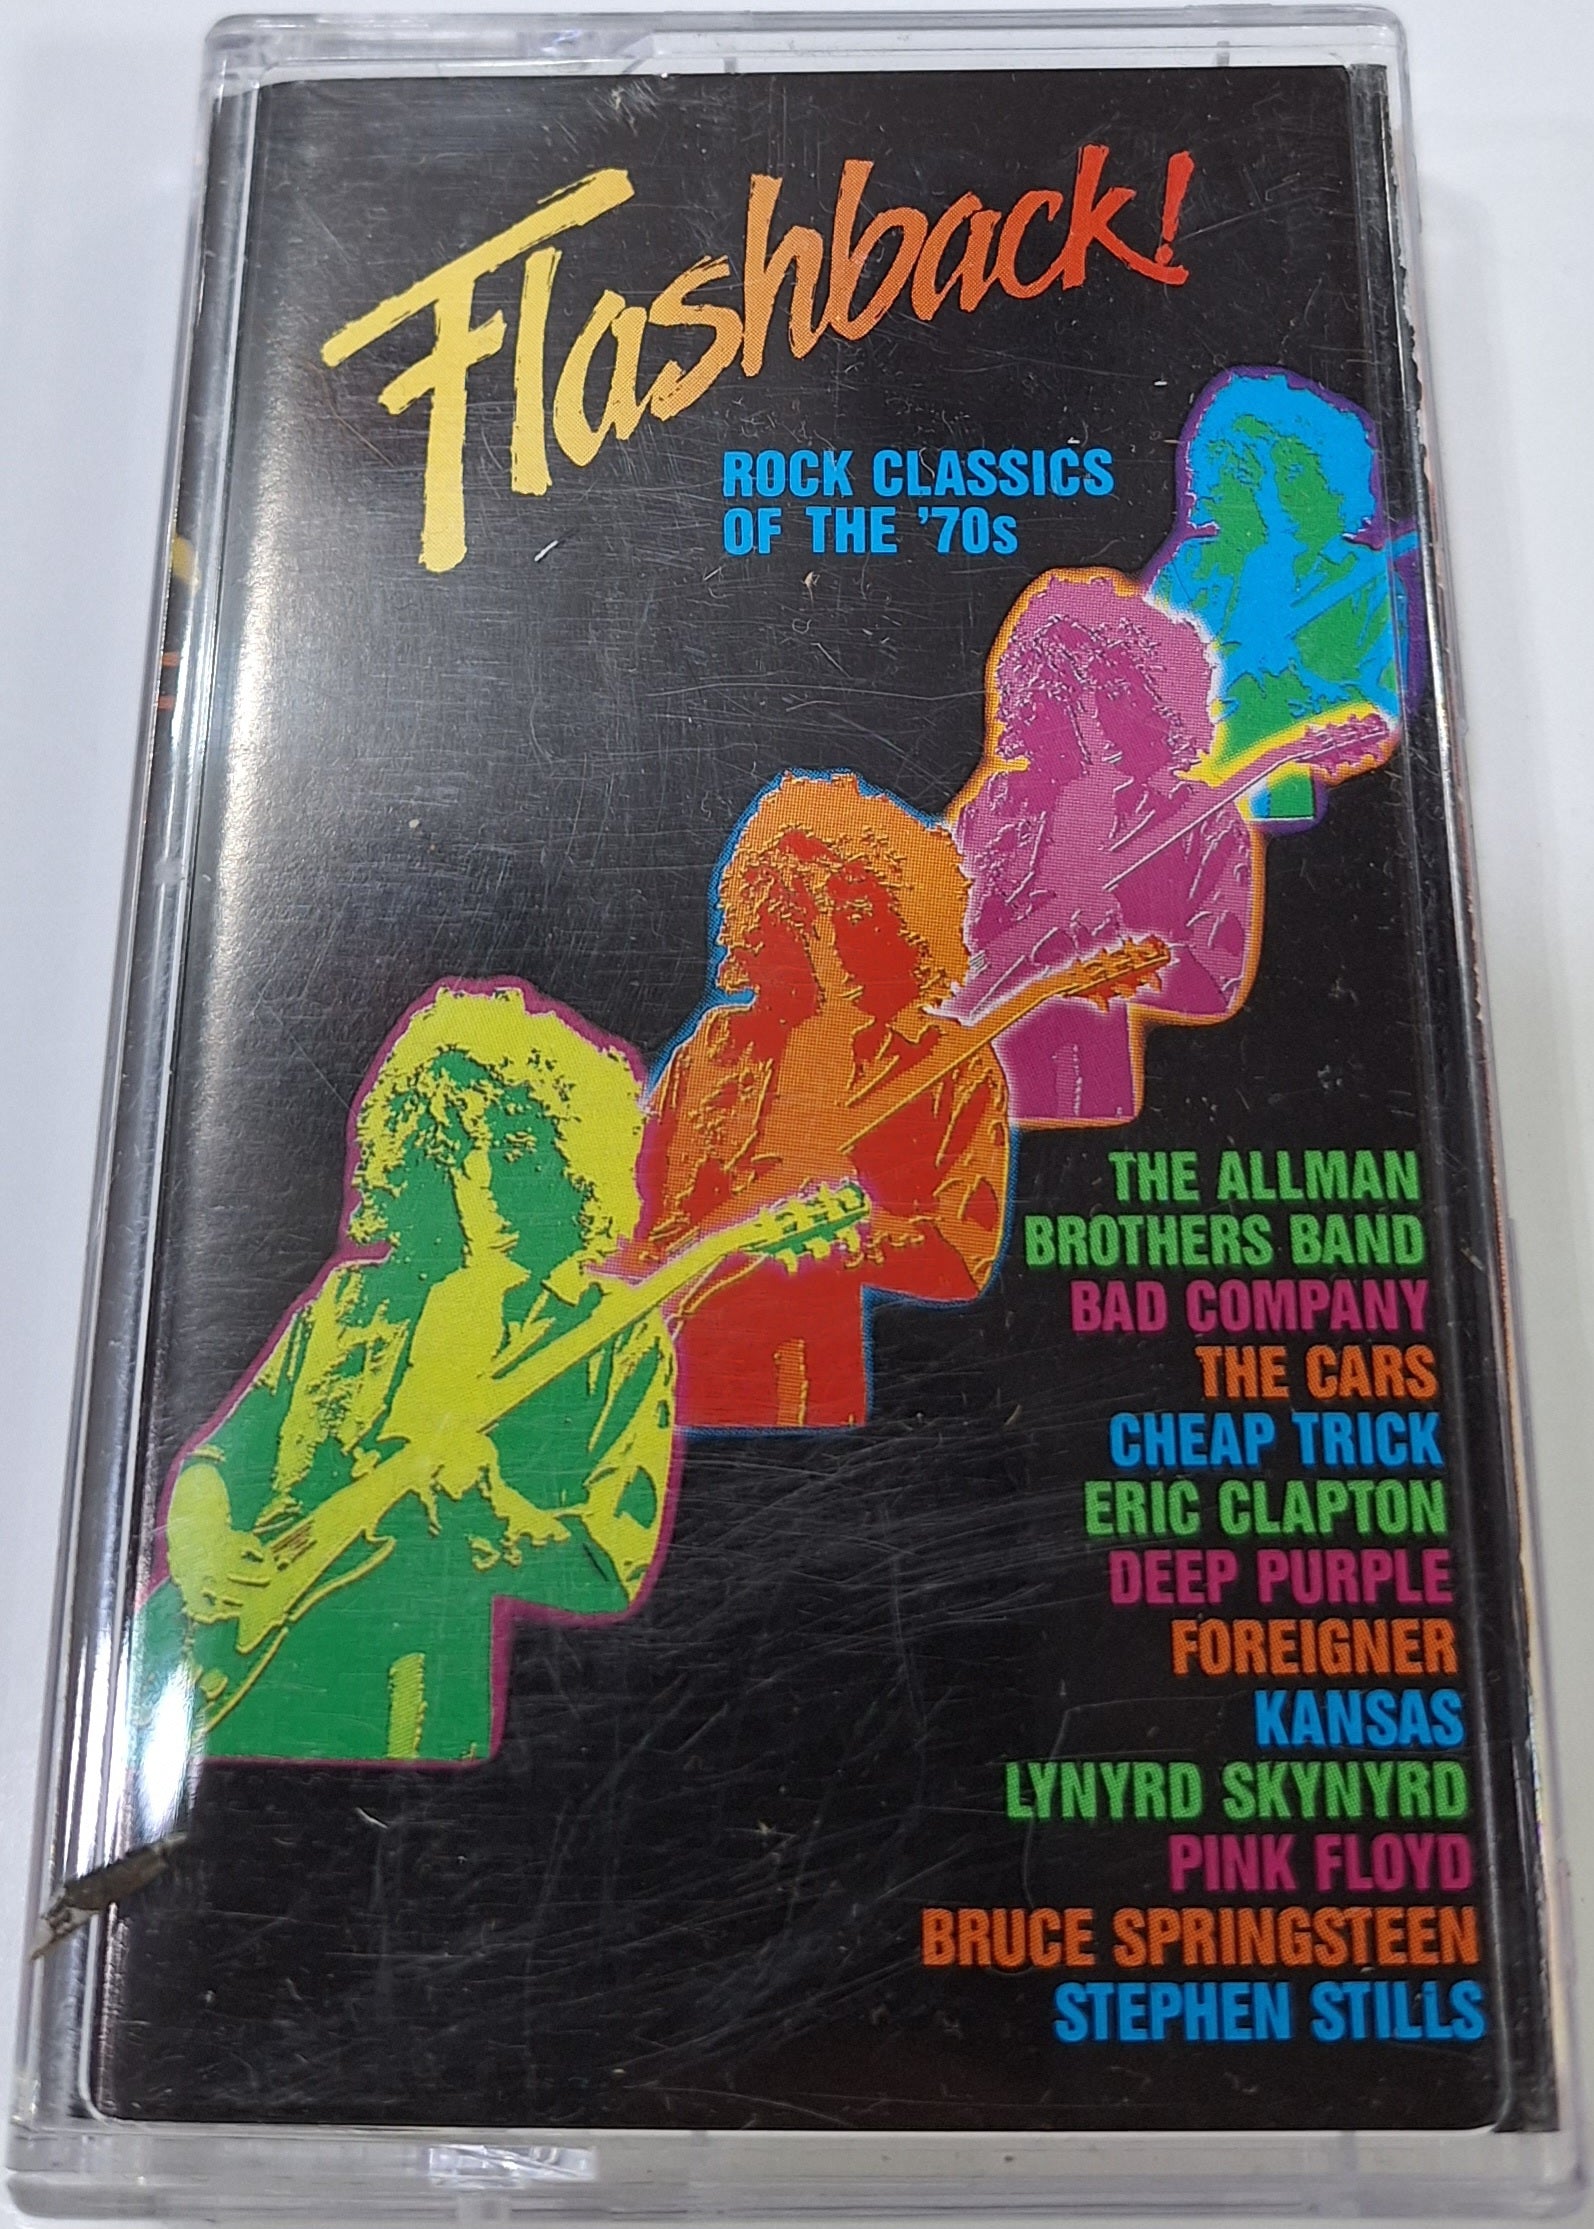 Flashback!
ROCK CLASSICS
OF THE '70s
THE ALLMAN
BROTHERS BAND
BAD COMPANY
THE CARS
CHEAP TRICK
ERIC CLAPTON
DEEP PURPLE
FOREIGNER
KANSAS
LYNYRD SKYNYRD
PINK FLOYD
BRUCE SPRINGSTEEN
STEPHEN STILLS